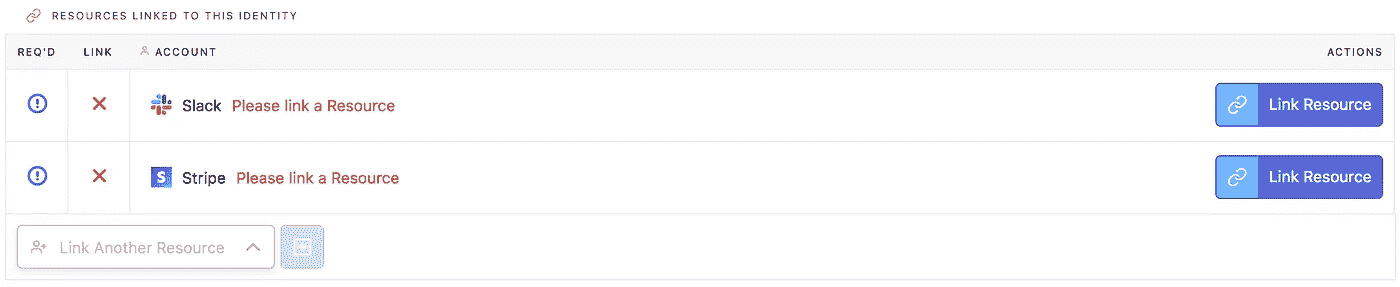 RESOURCES LINKED TO THIS IDENTITY
REQ'D LINK ACCOUNT ACTIONS
Slack Please link a Resource Link Resource
Stripe Please link a Resource Link Resource
Link Another Resource